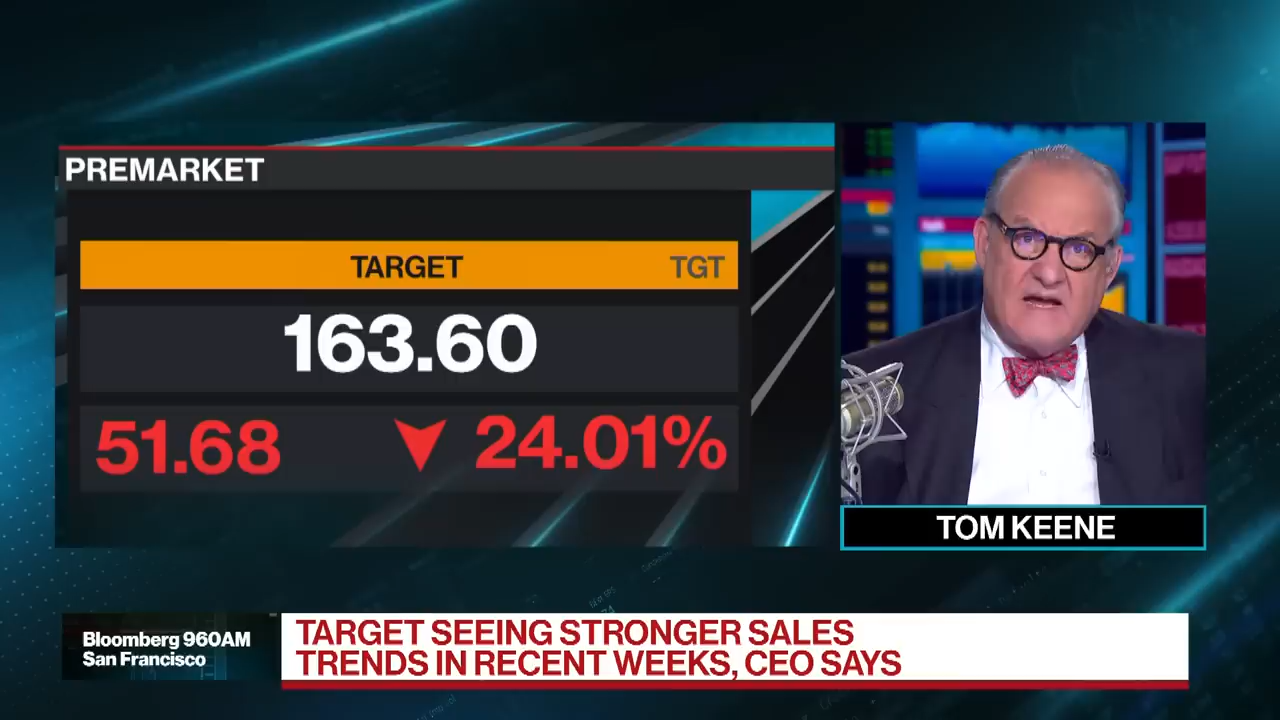 PREMARKET
TARGET TGT
163.60
51.68 24.01%
TOM KEENE
Bloomberg 960AM
San Francisco
TARGET SEEING STRONGER SALES
TRENDS IN RECENT WEEKS, CEO SAYS